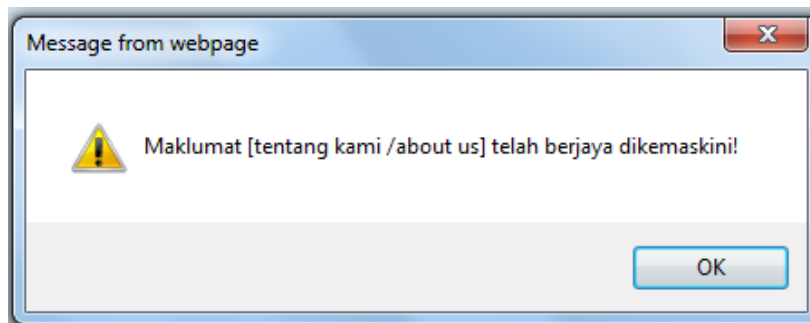 Message from webpage
Maklumat [tentang kami /about us] telah berjaya dikemaskini!
OK